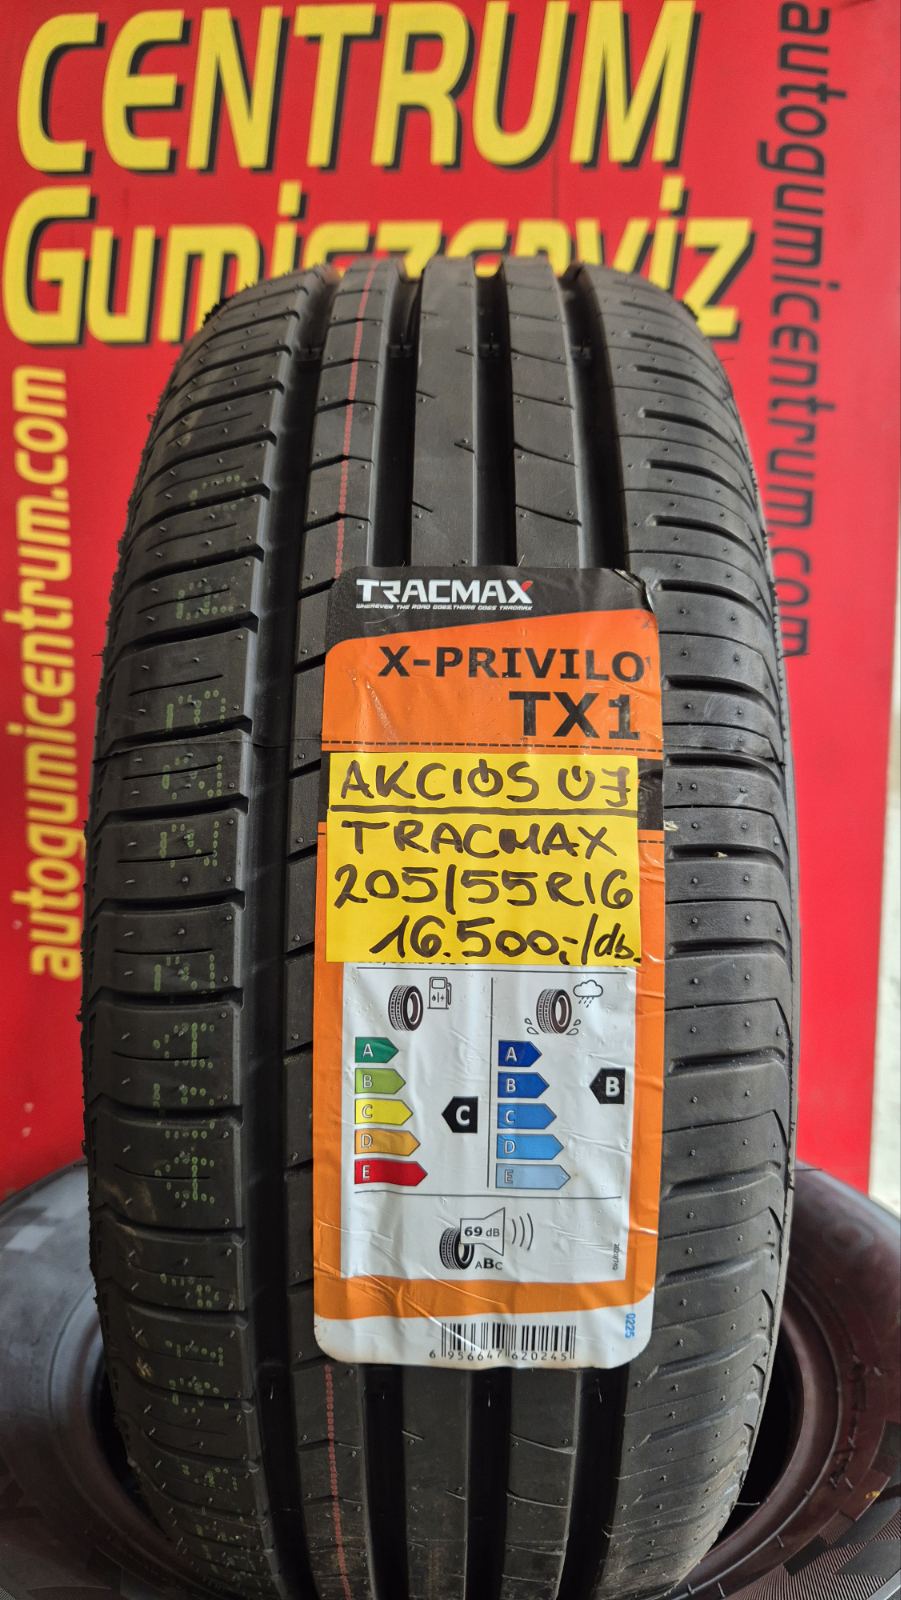 CENTRUM
Gumiszerviz
autogumicentrum.com
autogumicentrum.com
TRACMAX
WHEREVER THE ROAD GOES, THERE GOES TRACMAX
X-PRIVILO
TX1
AKCIÓS ÚJ
TRACMAX
205/55R16
16.500,-/db.
A
B
C
D
E
C
A
B
C
D
E
B
69 dB
ABC
0225
6 956647 620245